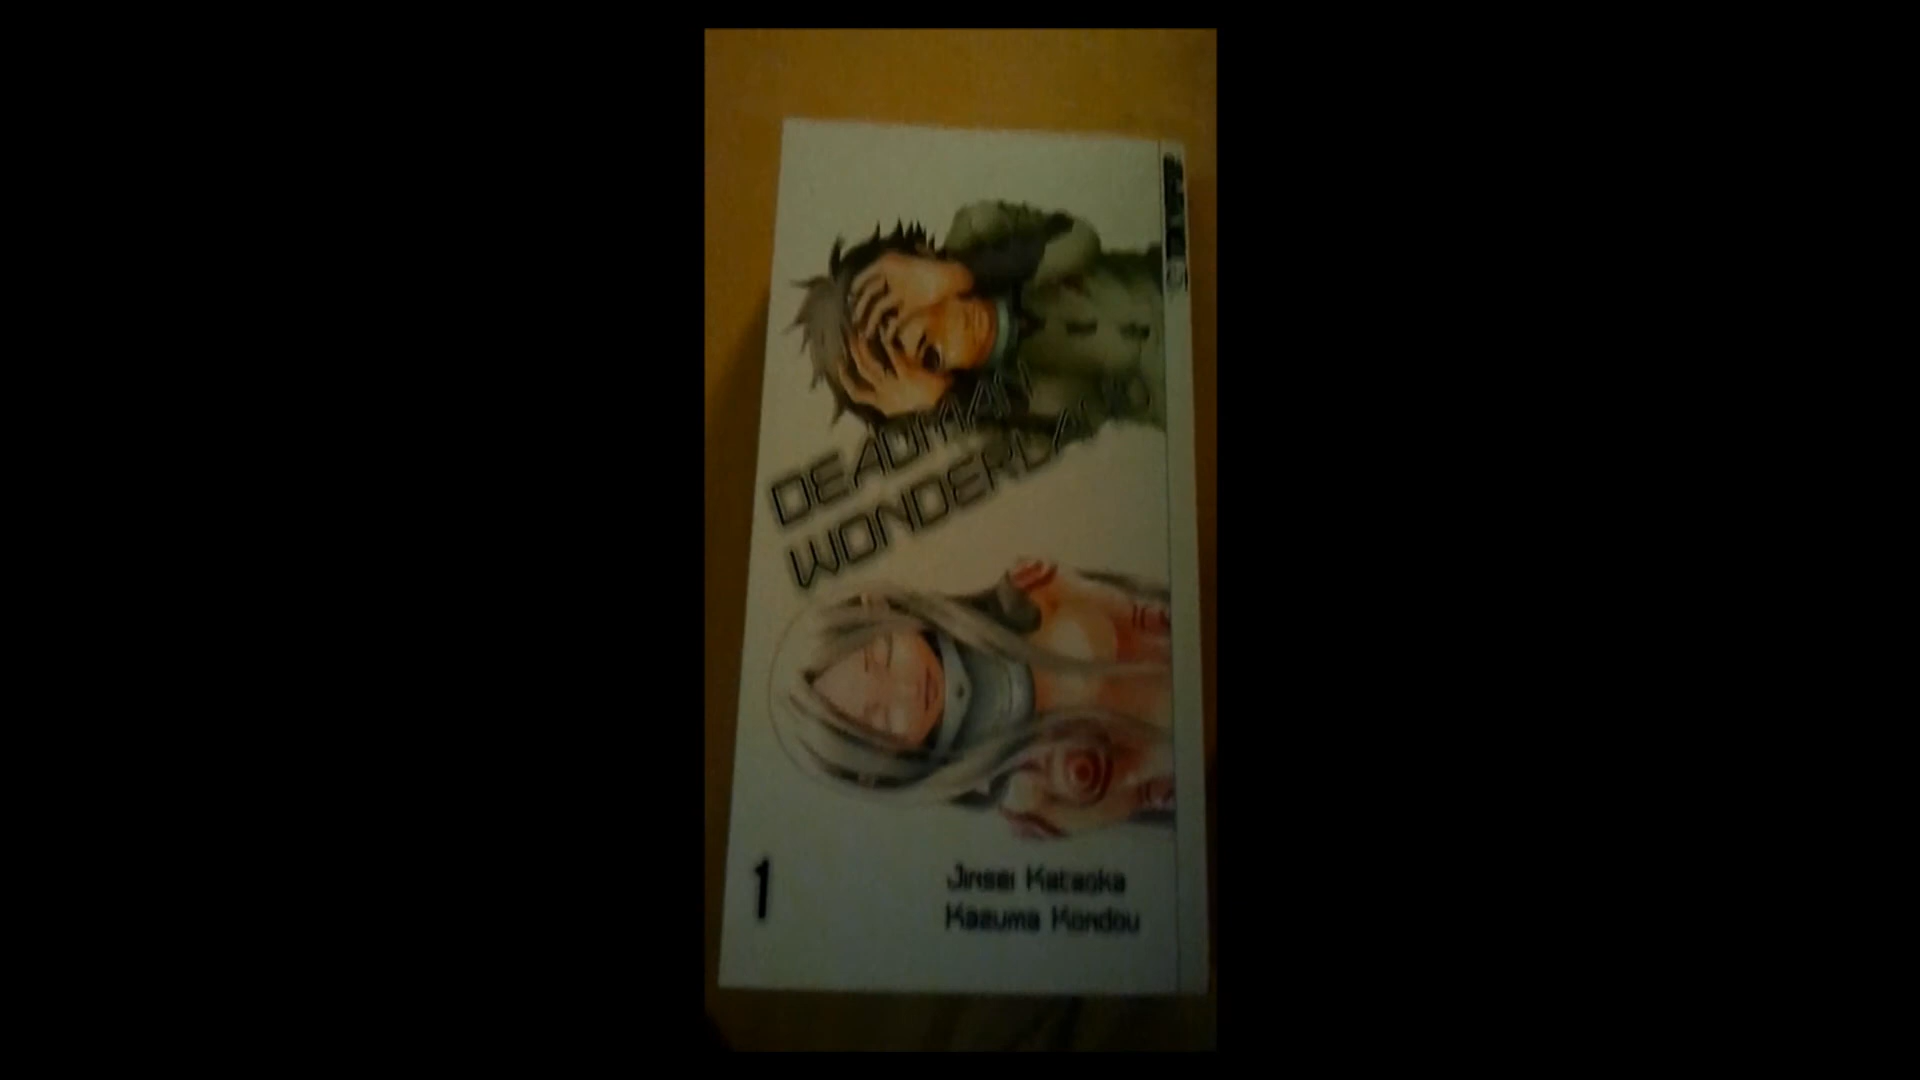 DEADMAN
WONDERLAND
1
Jinsei Kataoka
Kazuma Kondou